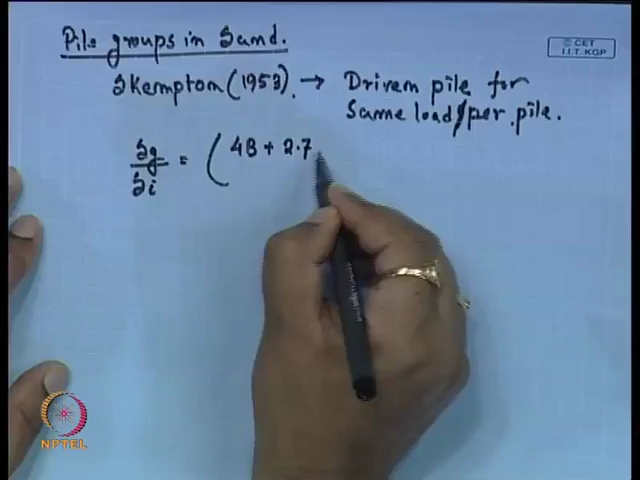 Pile groups in Sand.
© CET
I.I.T. KGP
Skempton (1953). → Driven pile for
Same load/per pile.
Sg/Si = ( 4B + 2.7
NPTEL